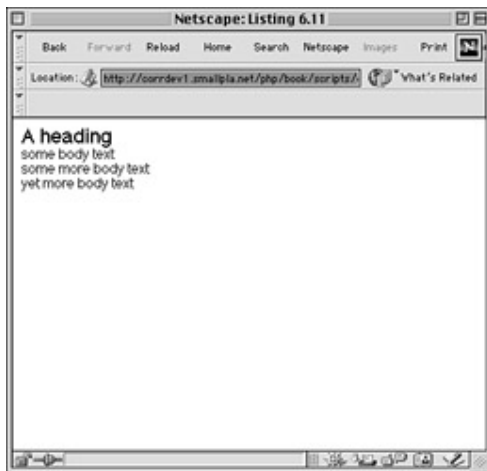 Netscape: Listing 6.11
Back Forward Reload Home Search Netscape Images Print N
Location: http://corrdev1.smallpla.net/php/book/scripts/ What's Related
A heading
some body text
some more body text
yet more body text